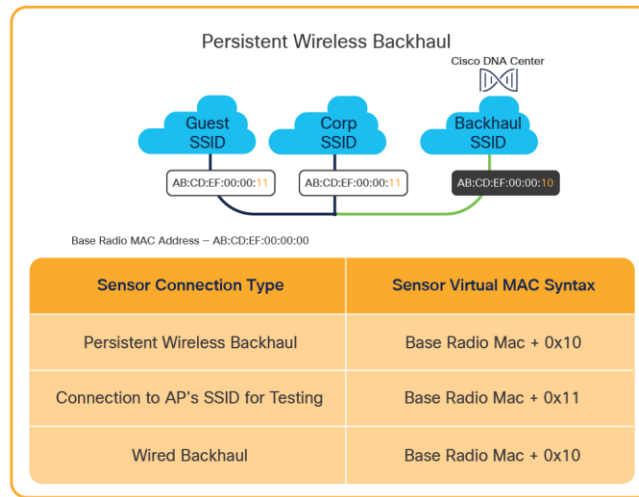 Persistent Wireless Backhaul
Cisco DNA Center
Guest
SSID
Corp
SSID
Backhaul
SSID
AB:CD:EF:00:00:11
AB:CD:EF:00:00:11
AB:CD:EF:00:00:10
Base Radio MAC Address – AB:CD:EF:00:00:00
Sensor Connection Type
Sensor Virtual MAC Syntax
Persistent Wireless Backhaul
Base Radio Mac + 0x10
Connection to AP's SSID for Testing
Base Radio Mac + 0x11
Wired Backhaul
Base Radio Mac + 0x10